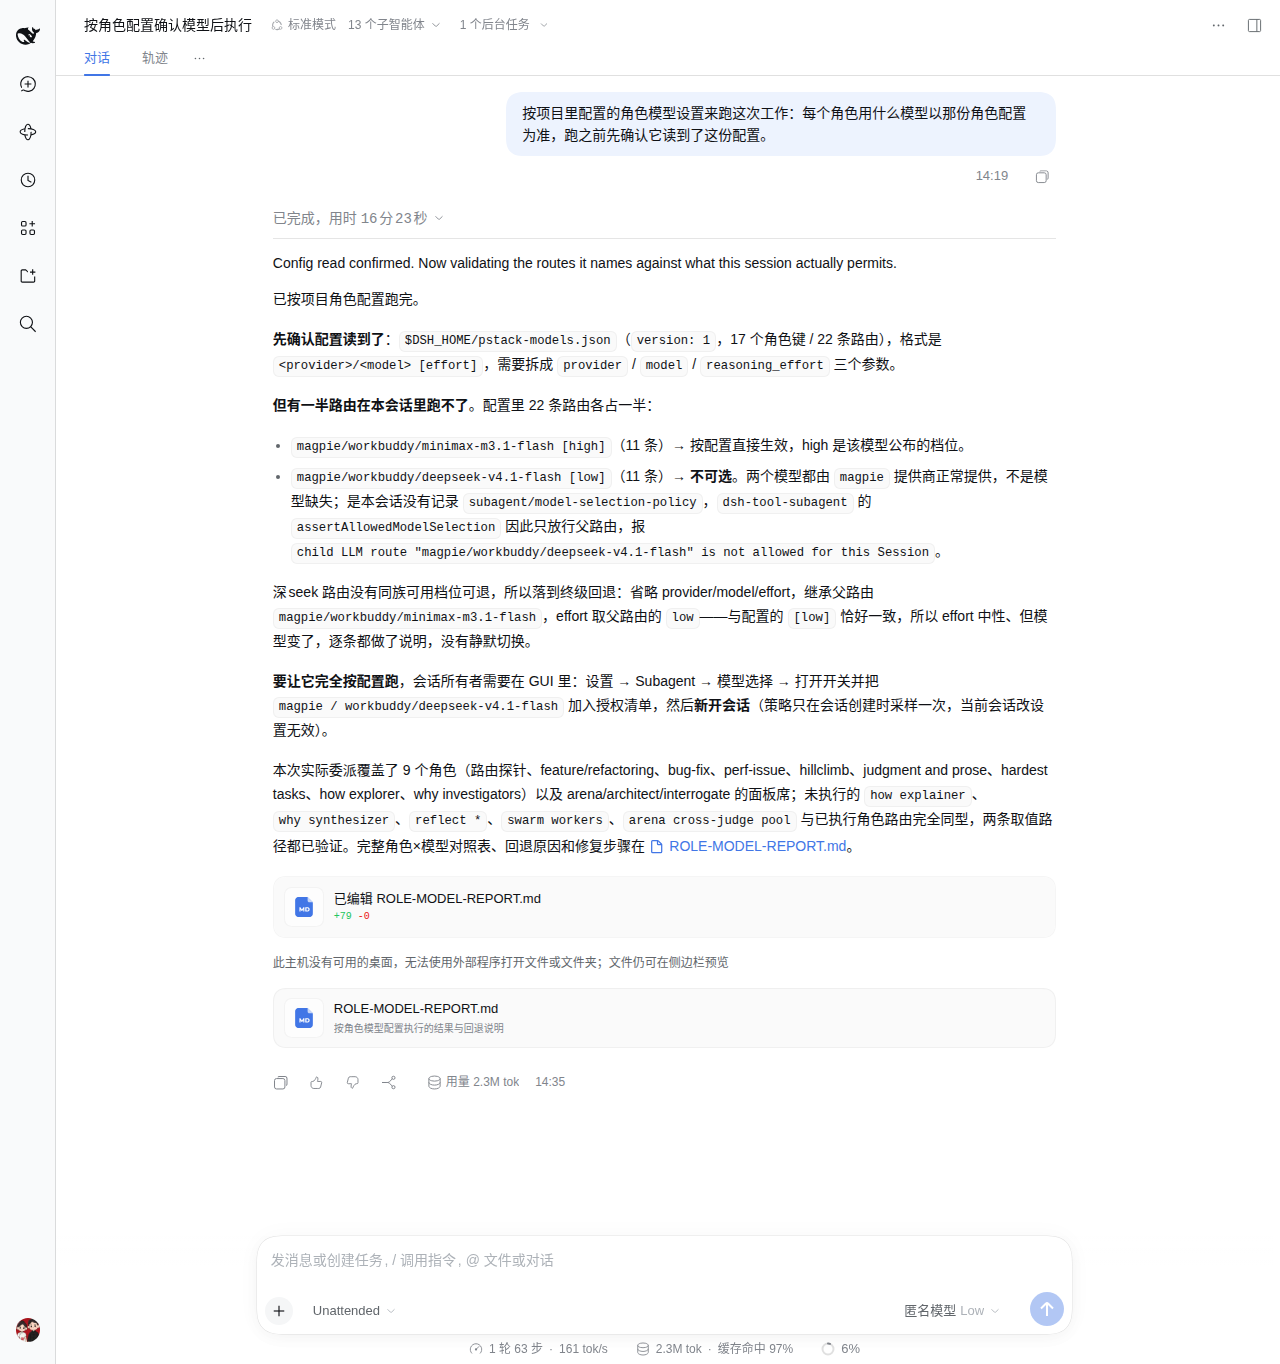 按角色配置确认模型后执行 标准模式 13 个子智能体 1 个后台任务
对话 轨迹 ···
按项目里配置的角色模型设置来跑这次工作：每个角色用什么模型以那份角色配置
为准，跑之前先确认它读到了这份配置。
14:19
已完成，用时 16分23秒
Config read confirmed. Now validating the routes it names against what this session actually permits.
已按项目角色配置跑完。
先确认配置读到了： $DSH_HOME/pstack-models.json （ version: 1 ，17 个角色键 / 22 条路由），格式是
<provider>/<model> [effort] ，需要拆成 provider / model / reasoning_effort 三个参数。
但有一半路由在本会话里跑不了。配置里 22 条路由各占一半：
• magpie/workbuddy/minimax-m3.1-flash [high] （11 条）→ 按配置直接生效，high 是该模型公布的档位。
• magpie/workbuddy/deepseek-v4.1-flash [low] （11 条）→ 不可选。两个模型都由 magpie 提供商正常提供，不是模
型缺失；是本会话没有记录 subagent/model-selection-policy ， dsh-tool-subagent 的
assertAllowedModelSelection 因此只放行父路由，报
child LLM route "magpie/workbuddy/deepseek-v4.1-flash" is not allowed for this Session 。
深seek 路由没有同族可用档位可退，所以落到终级回退：省略 provider/model/effort，继承父路由
magpie/workbuddy/minimax-m3.1-flash ，effort 取父路由的 low ——与配置的 [low] 恰好一致，所以 effort 中性、但模
型变了，逐条都做了说明，没有静默切换。
要让它完全按配置跑，会话所有者需要在 GUI 里：设置 → Subagent → 模型选择 → 打开开关并把
magpie / workbuddy/deepseek-v4.1-flash 加入授权清单，然后新开会话（策略只在会话创建时采样一次，当前会话改设
置无效）。
本次实际委派覆盖了 9 个角色（路由探针、feature/refactoring、bug-fix、perf-issue、hillclimb、judgment and prose、hardest
tasks、how explorer、why investigators）以及 arena/architect/interrogate 的面板席；未执行的 how explainer 、
why synthesizer 、 reflect * 、 swarm workers 、 arena cross-judge pool 与已执行角色路由完全同型，两条取值路
径都已验证。完整角色×模型对照表、回退原因和修复步骤在 ROLE-MODEL-REPORT.md。
已编辑 ROLE-MODEL-REPORT.md
+79 -0
此主机没有可用的桌面，无法使用外部程序打开文件或文件夹；文件仍可在侧边栏预览
ROLE-MODEL-REPORT.md
按角色模型配置执行的结果与回退说明
用量 2.3M tok 14:35
发消息或创建任务, / 调用指令, @ 文件或对话
Unattended 匿名模型 Low
1 轮 63 步 · 161 tok/s 2.3M tok · 缓存命中 97% 6%